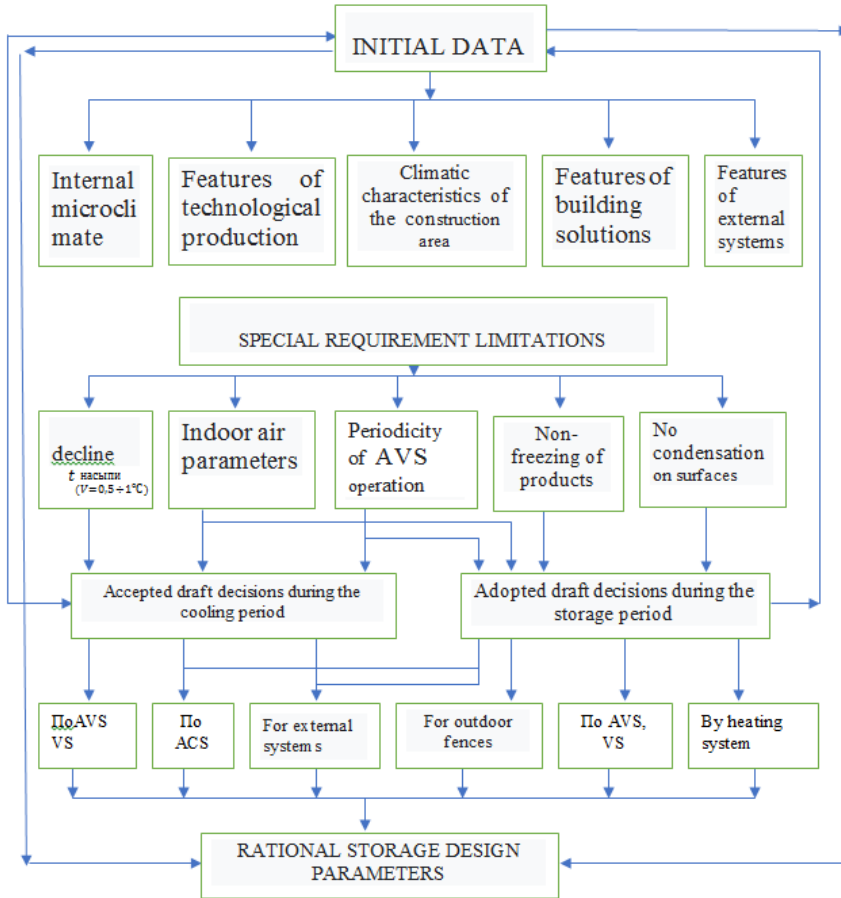 INITIAL DATA
Internal
microcli
mate
Features of
technological
production
Climatic
characteristics of
the construction
area
Features of
building
solutions
Features
of
external
systems
SPECIAL REQUIREMENT LIMITATIONS
decline
t насыпи
(V=0,5÷1℃)
Indoor air
parameters
Periodicity
of AVS
operation
Non-
freezing of
products
No
condensation
on surfaces
Accepted draft decisions during the
cooling period
Adopted draft decisions during the
storage period
ПоAVS
VS
По
ACS
For external
systems
For outdoor
fences
По AVS,
VS
By heating
system
RATIONAL STORAGE DESIGN
PARAMETERS